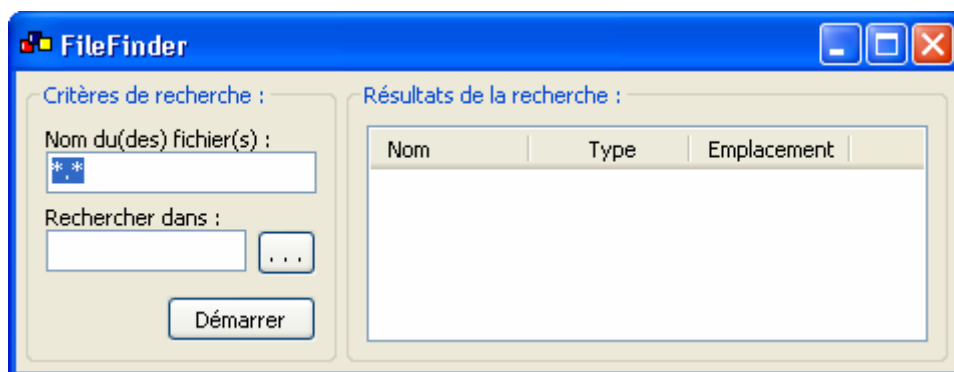 FileFinder
Critères de recherche :
Nom du(des) fichier(s) :
*.*
Rechercher dans :
...
Démarrer
Résultats de la recherche :
Nom Type Emplacement